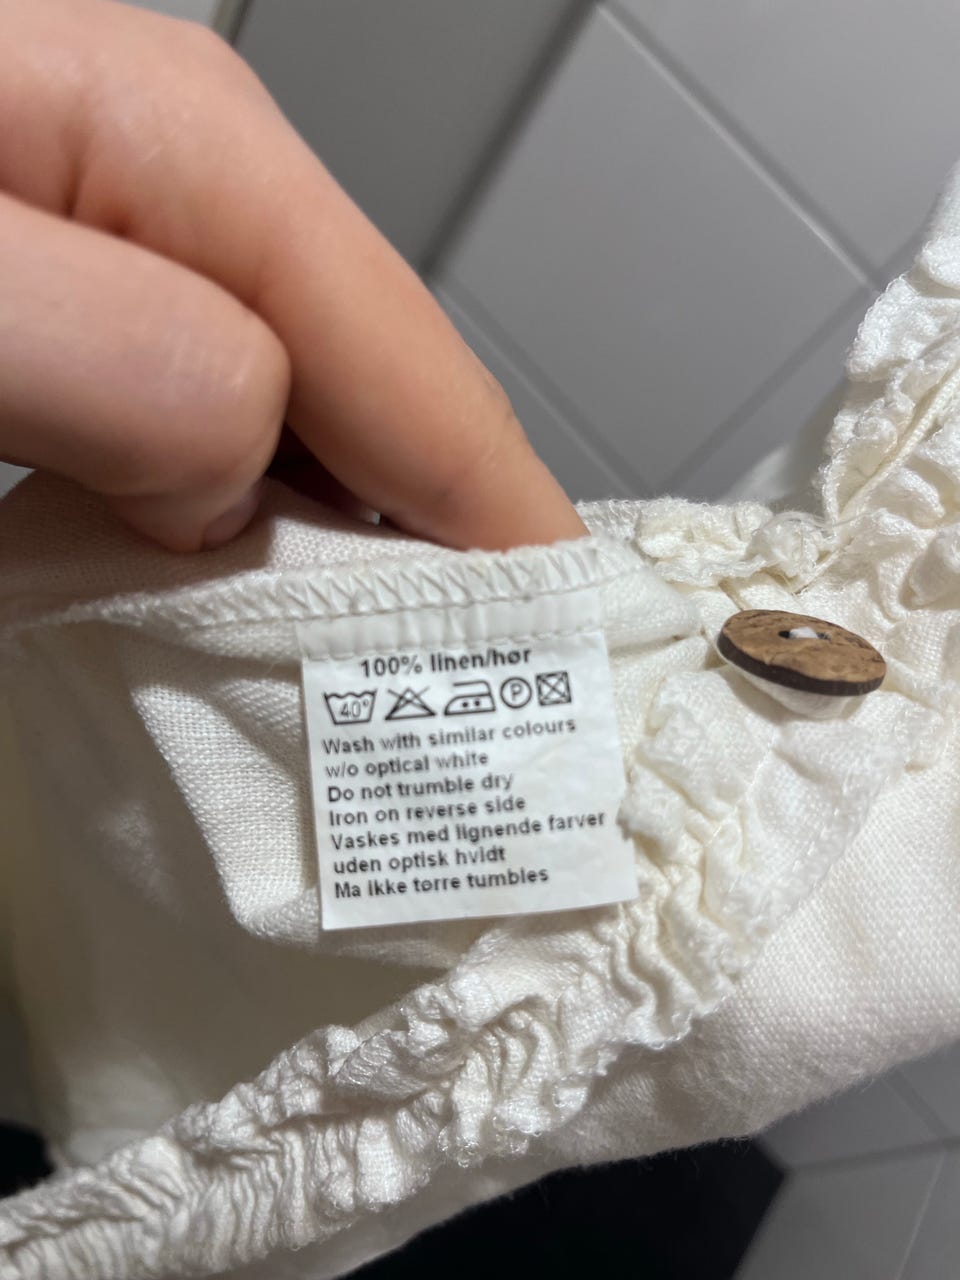 100% linen/hør
40° P
Wash with similar colours
w/o optical white
Do not trumble dry
Iron on reverse side
Vaskes med lignende farver
uden optisk hvidt
Ma ikke tørre tumbles